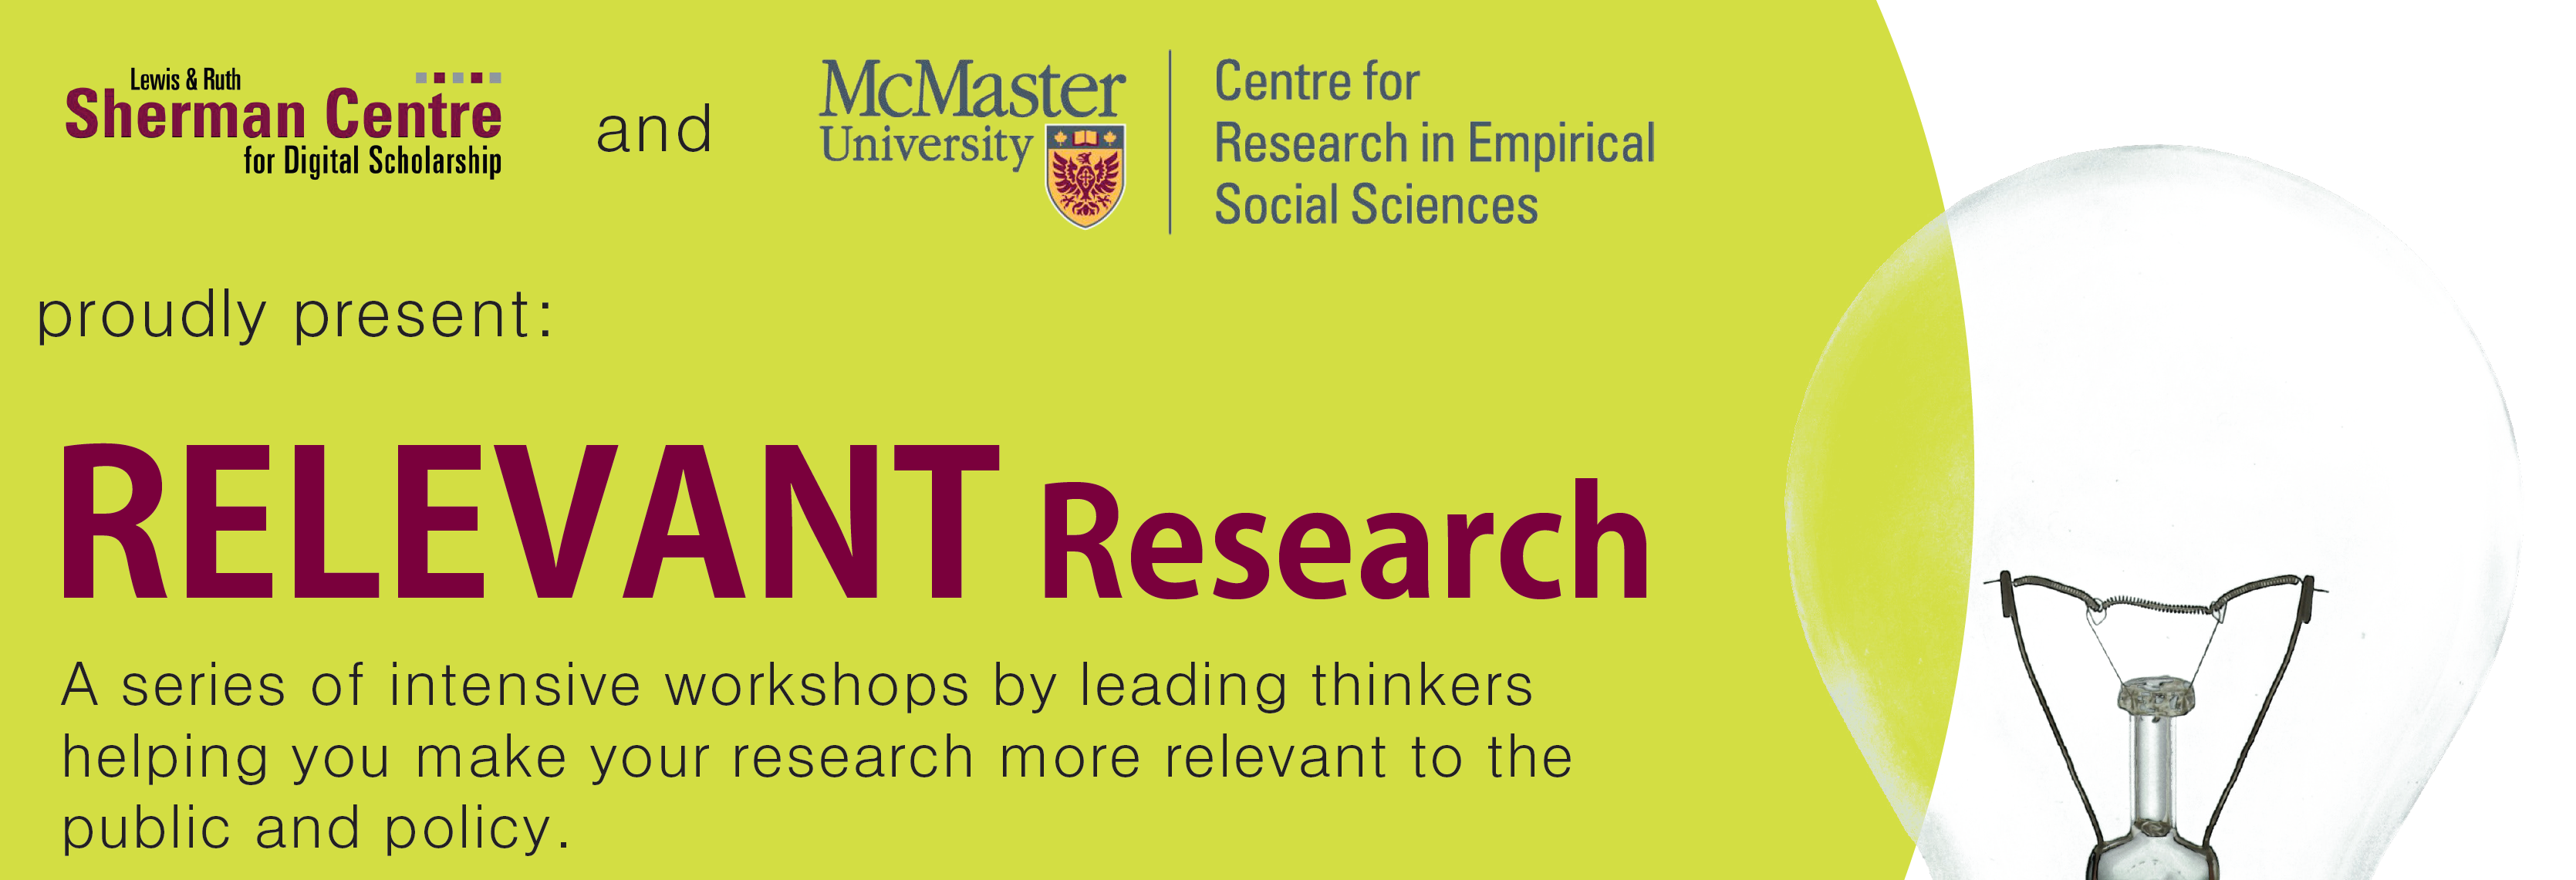 Lewis & Ruth
Sherman Centre
for Digital Scholarship
and
McMaster
University
Centre for
Research in Empirical
Social Sciences
proudly present:
RELEVANT Research
A series of intensive workshops by leading thinkers
helping you make your research more relevant to the
public and policy.